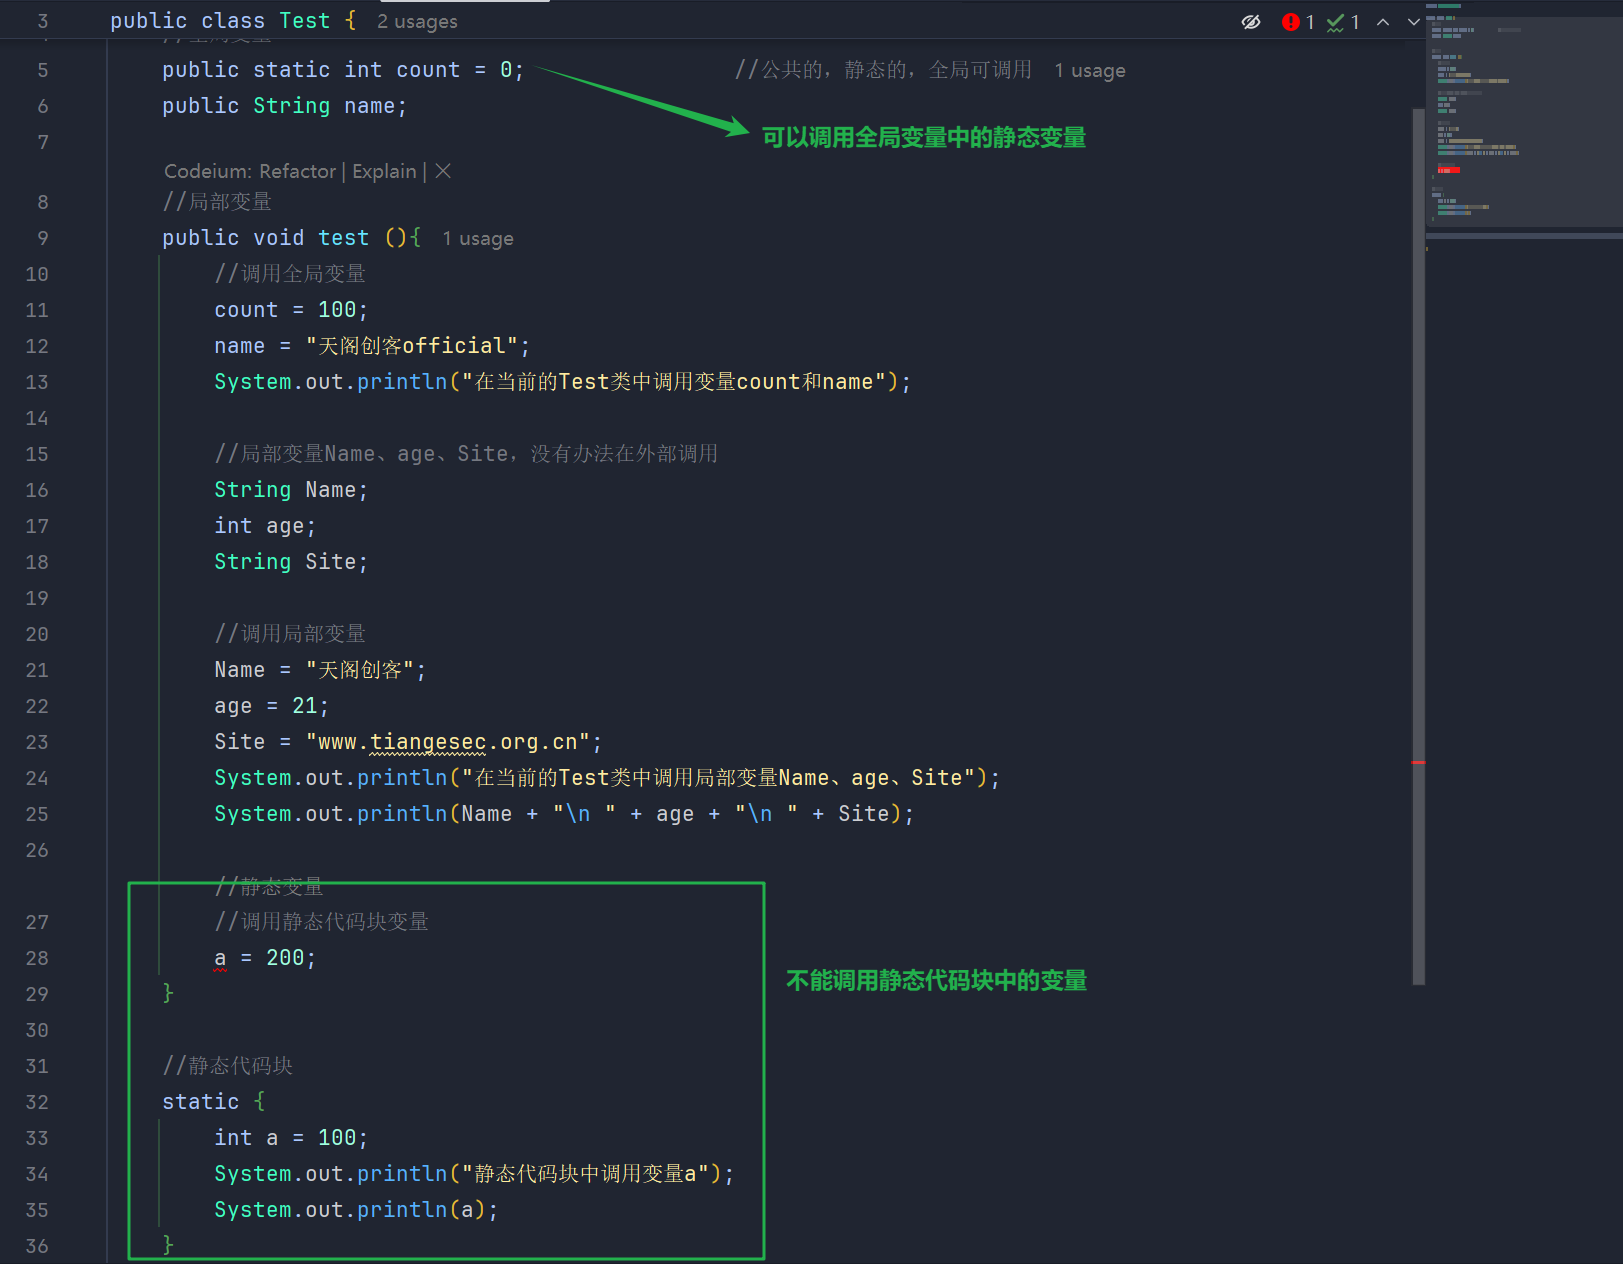 3 public class Test { 2 usages 1 1
//全局变量
5 public static int count = 0; //公共的，静态的，全局可调用 1 usage
6 public String name;
7 可以调用全局变量中的静态变量
Codeium: Refactor | Explain | ×
8 //局部变量
9 public void test (){ 1 usage
10 //调用全局变量
11 count = 100;
12 name = "天阁创客official";
13 System.out.println("在当前的Test类中调用变量count和name");
14
15 //局部变量Name、age、Site，没有办法在外部调用
16 String Name;
17 int age;
18 String Site;
19
20 //调用局部变量
21 Name = "天阁创客";
22 age = 21;
23 Site = "www.tiangesec.org.cn";
24 System.out.println("在当前的Test类中调用局部变量Name、age、Site");
25 System.out.println(Name + "\n " + age + "\n " + Site);
26
//静态变量
27 //调用静态代码块变量
28 a = 200;
29 } 不能调用静态代码块中的变量
30
31 //静态代码块
32 static {
33 int a = 100;
34 System.out.println("静态代码块中调用变量a");
35 System.out.println(a);
36 }